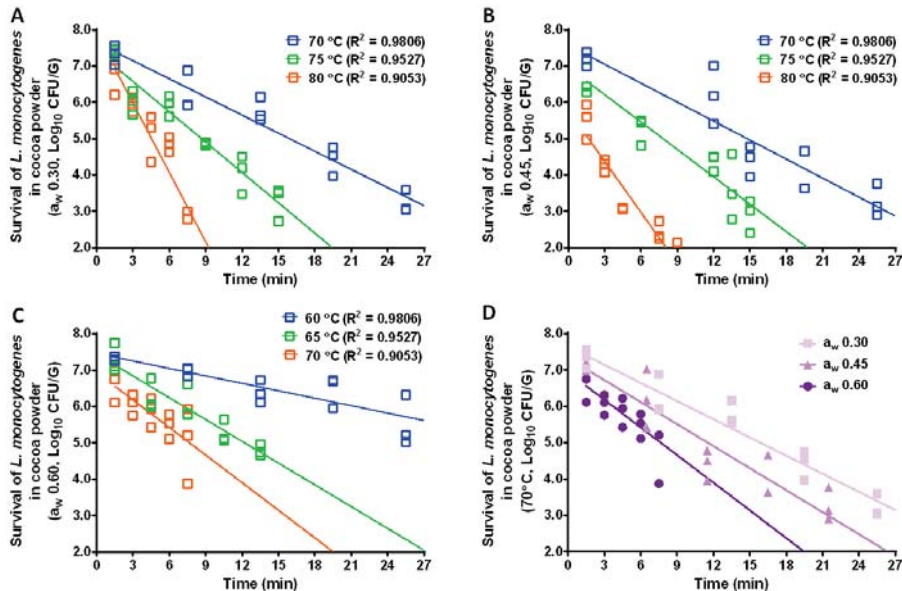 A
Survival of L. monocytogenes
in cocoa powder
(aw 0.30, Log10 CFU/G)
8.0
7.0
6.0
5.0
4.0
3.0
2.0
70 °C (R2 = 0.9806)
75 °C (R2 = 0.9527)
80 °C (R2 = 0.9053)
0 3 6 9 12 15 18 21 24 27
Time (min)
B
Survival of L. monocytogenes
in cocoa powder
(aw 0.45, Log10 CFU/G)
8.0
7.0
6.0
5.0
4.0
3.0
2.0
70 °C (R2 = 0.9806)
75 °C (R2 = 0.9527)
80 °C (R2 = 0.9053)
0 3 6 9 12 15 18 21 24 27
Time (min)
C
Survival of L. monocytogenes
in cocoa powder
(aw 0.60, Log10 CFU/G)
8.0
7.0
6.0
5.0
4.0
3.0
2.0
60 °C (R2 = 0.9806)
65 °C (R2 = 0.9527)
70 °C (R2 = 0.9053)
0 3 6 9 12 15 18 21 24 27
Time (min)
D
Survival of L. monocytogenes
in cocoa powder
(70°C, Log10 CFU/G)
8.0
7.0
6.0
5.0
4.0
3.0
2.0
aw 0.30
aw 0.45
aw 0.60
0 3 6 9 12 15 18 21 24 27
Time (min)